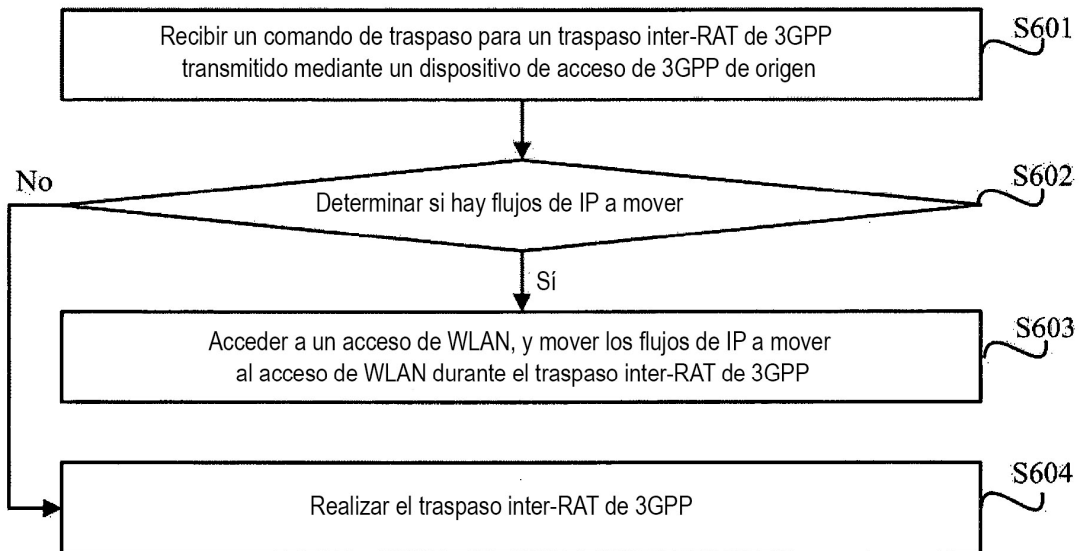 Recibir un comando de traspaso para un traspaso inter-RAT de 3GPP
transmitido mediante un dispositivo de acceso de 3GPP de origen
S601
No
Determinar si hay flujos de IP a mover
S602
Sí
Acceder a un acceso de WLAN, y mover los flujos de IP a mover
al acceso de WLAN durante el traspaso inter-RAT de 3GPP
S603
Realizar el traspaso inter-RAT de 3GPP
S604